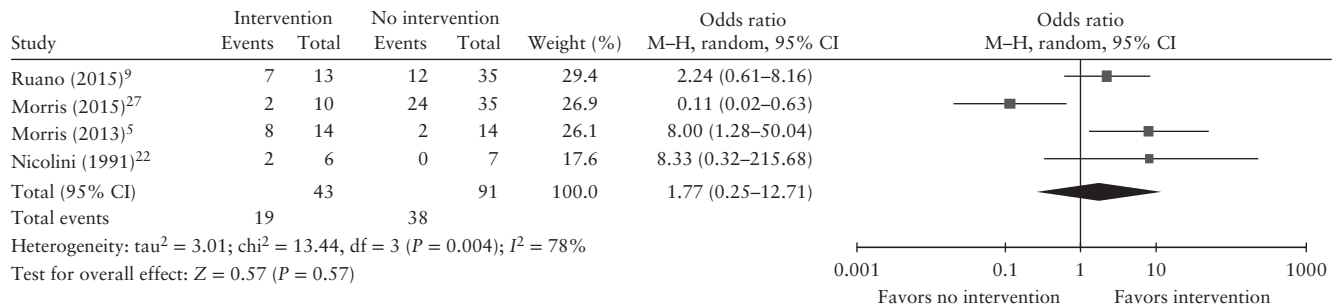 Intervention No intervention Odds ratio Odds ratio
Study Events Total Events Total Weight (%) M–H, random, 95% CI M–H, random, 95% CI
Ruano (2015)⁹ 7 13 12 35 29.4 2.24 (0.61–8.16)
Morris (2015)²⁷ 2 10 24 35 26.9 0.11 (0.02–0.63)
Morris (2013)⁵ 8 14 2 14 26.1 8.00 (1.28–50.04)
Nicolini (1991)²² 2 6 0 7 17.6 8.33 (0.32–215.68)
Total (95% CI) 43 91 100.0 1.77 (0.25–12.71)
Total events 19 38
Heterogeneity: tau² = 3.01; chi² = 13.44, df = 3 (P = 0.004); I² = 78%
Test for overall effect: Z = 0.57 (P = 0.57)
0.001 0.1 1 10 1000
Favors no intervention Favors intervention